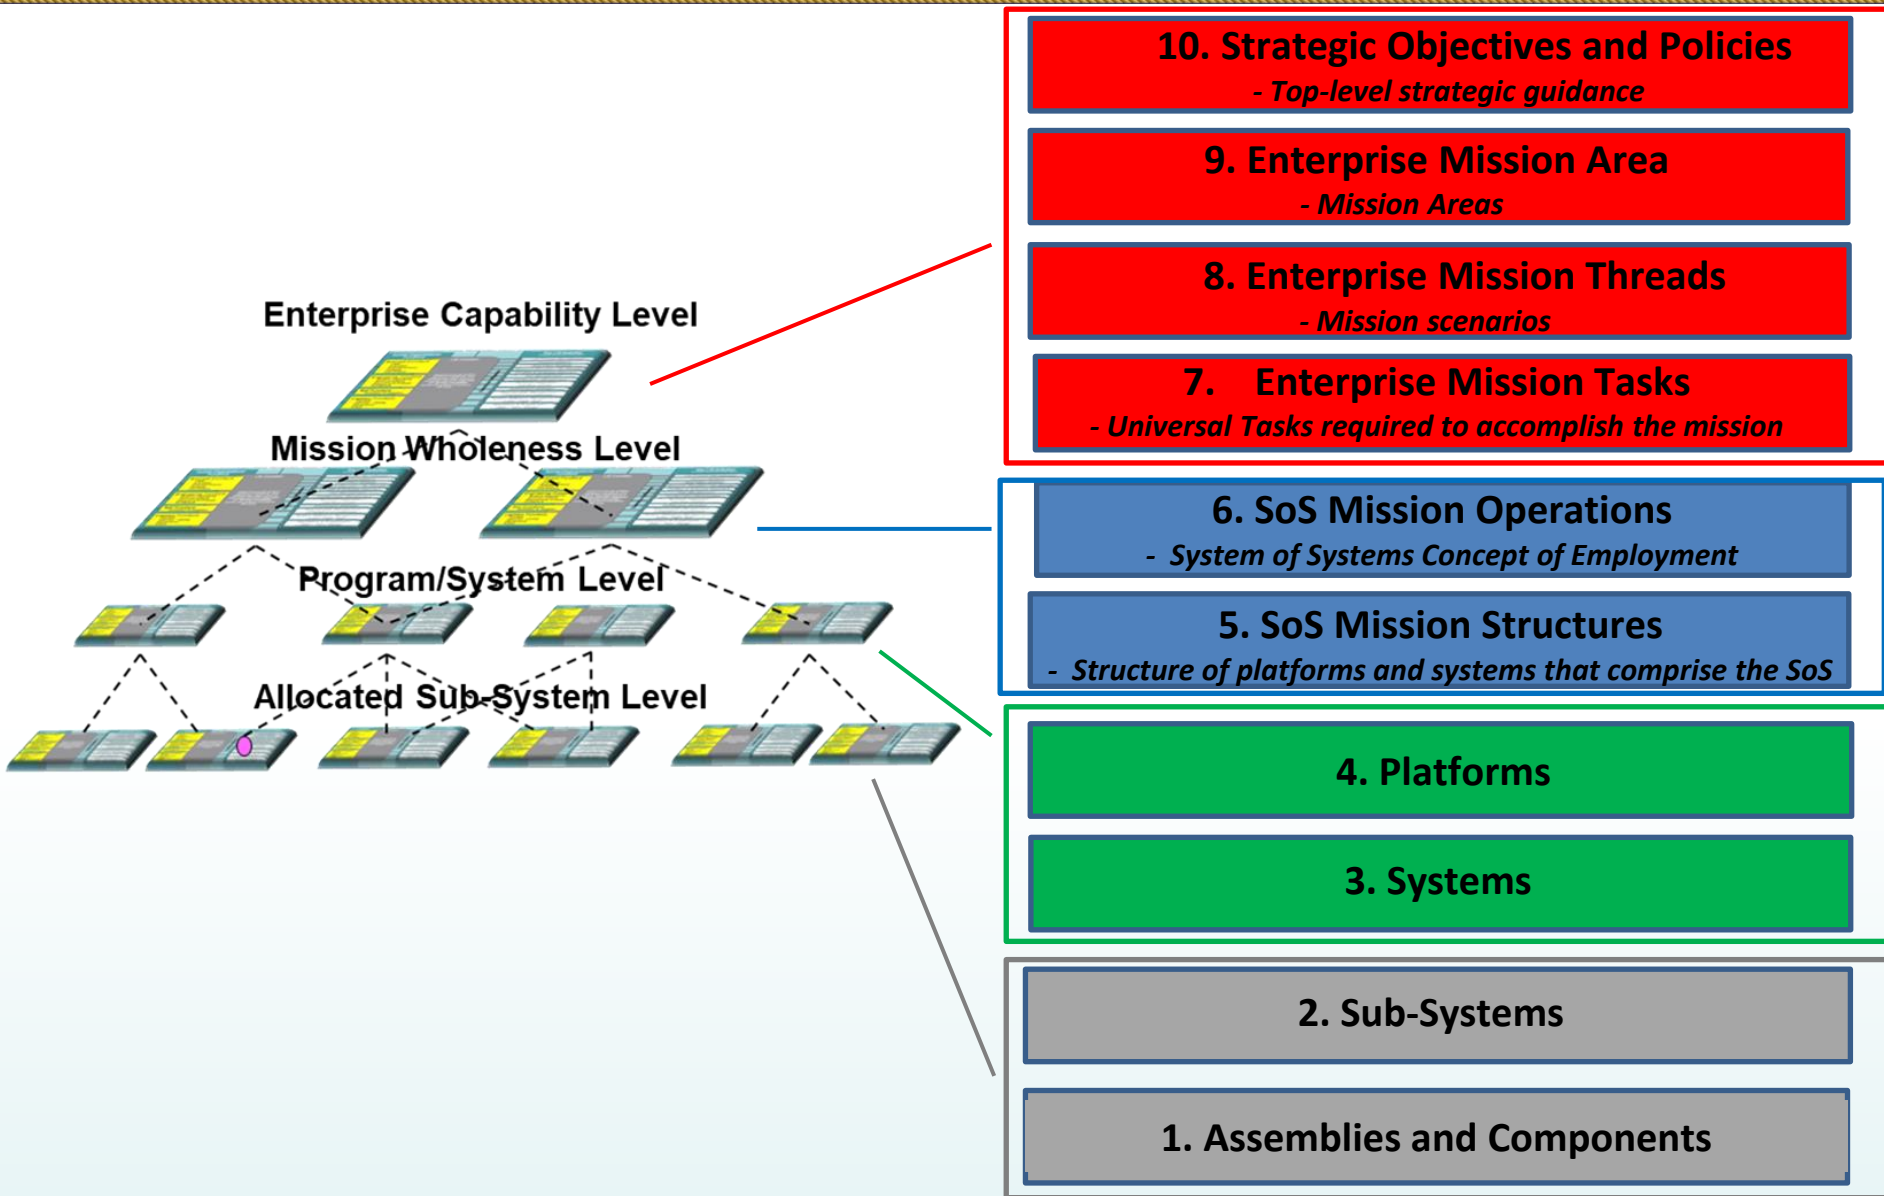 Enterprise Capability Level
Mission Wholeness Level
Program/System Level
Allocated Sub-System Level
10. Strategic Objectives and Policies
- Top-level strategic guidance
9. Enterprise Mission Area
- Mission Areas
8. Enterprise Mission Threads
- Mission scenarios
7. Enterprise Mission Tasks
- Universal Tasks required to accomplish the mission
6. SoS Mission Operations
- System of Systems Concept of Employment
5. SoS Mission Structures
- Structure of platforms and systems that comprise the SoS
4. Platforms
3. Systems
2. Sub-Systems
1. Assemblies and Components